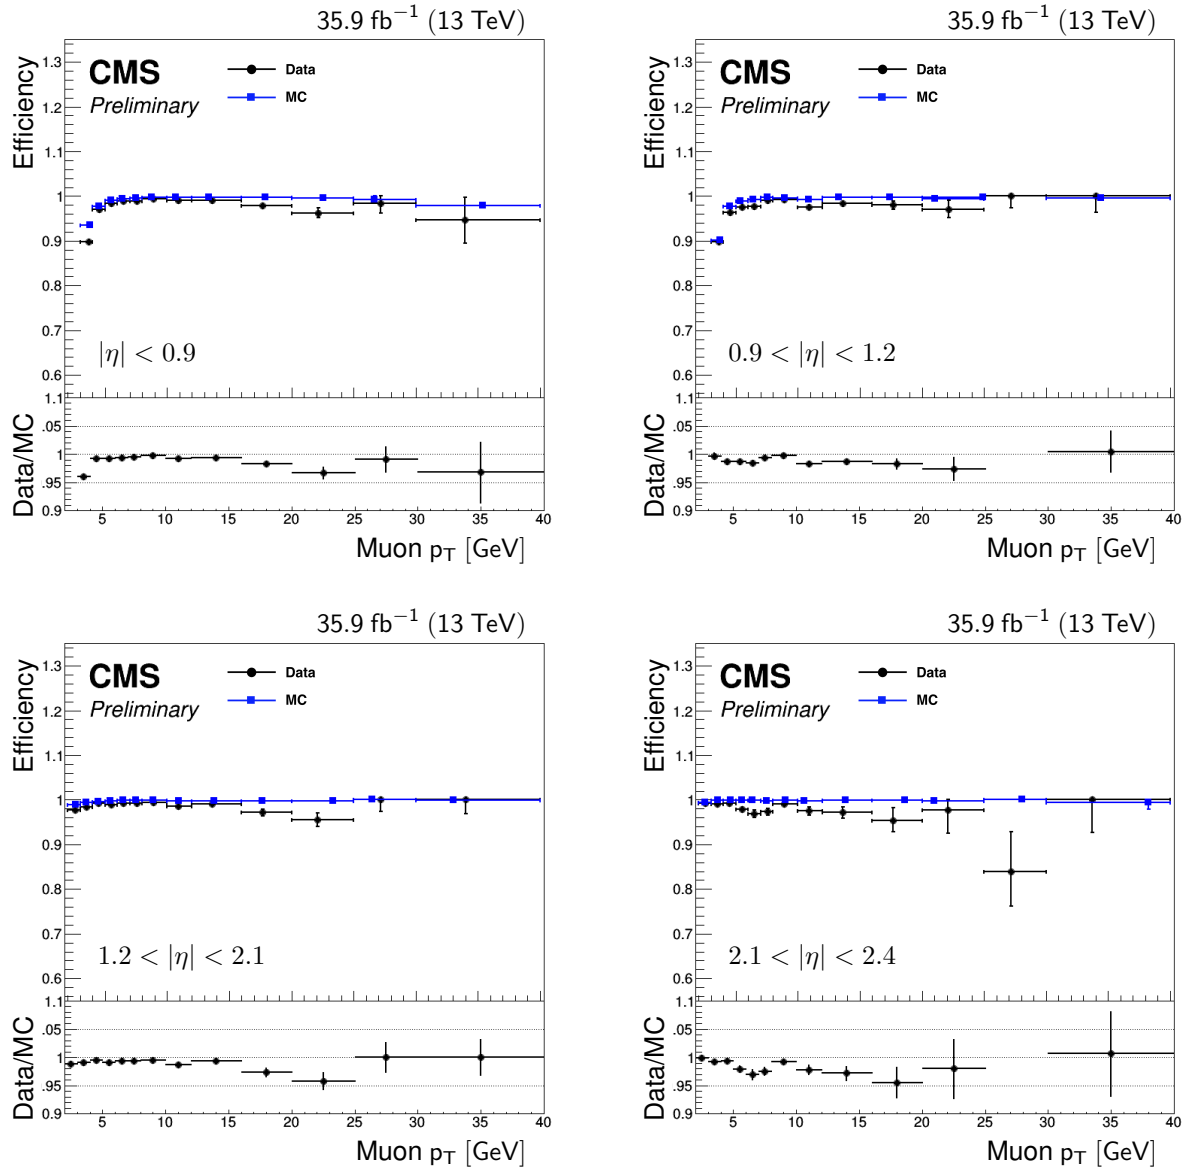 35.9 fb⁻¹ (13 TeV)
Efficiency
1.3
1.2
1.1
1
0.9
0.8
0.7
0.6
CMS
Preliminary
Data
MC
|η| < 0.9
Data/MC
1.1
.05
1
.95
0.9
5 10 15 20 25 30 35 40
Muon p_T [GeV]
35.9 fb⁻¹ (13 TeV)
Efficiency
1.3
1.2
1.1
1
0.9
0.8
0.7
0.6
CMS
Preliminary
Data
MC
0.9 < |η| < 1.2
Data/MC
1.1
.05
1
.95
0.9
5 10 15 20 25 30 35 40
Muon p_T [GeV]
35.9 fb⁻¹ (13 TeV)
Efficiency
1.3
1.2
1.1
1
0.9
0.8
0.7
0.6
CMS
Preliminary
Data
MC
1.2 < |η| < 2.1
Data/MC
1.1
.05
1
.95
0.9
5 10 15 20 25 30 35 40
Muon p_T [GeV]
35.9 fb⁻¹ (13 TeV)
Efficiency
1.3
1.2
1.1
1
0.9
0.8
0.7
0.6
CMS
Preliminary
Data
MC
2.1 < |η| < 2.4
Data/MC
1.1
.05
1
.95
0.9
5 10 15 20 25 30 35 40
Muon p_T [GeV]